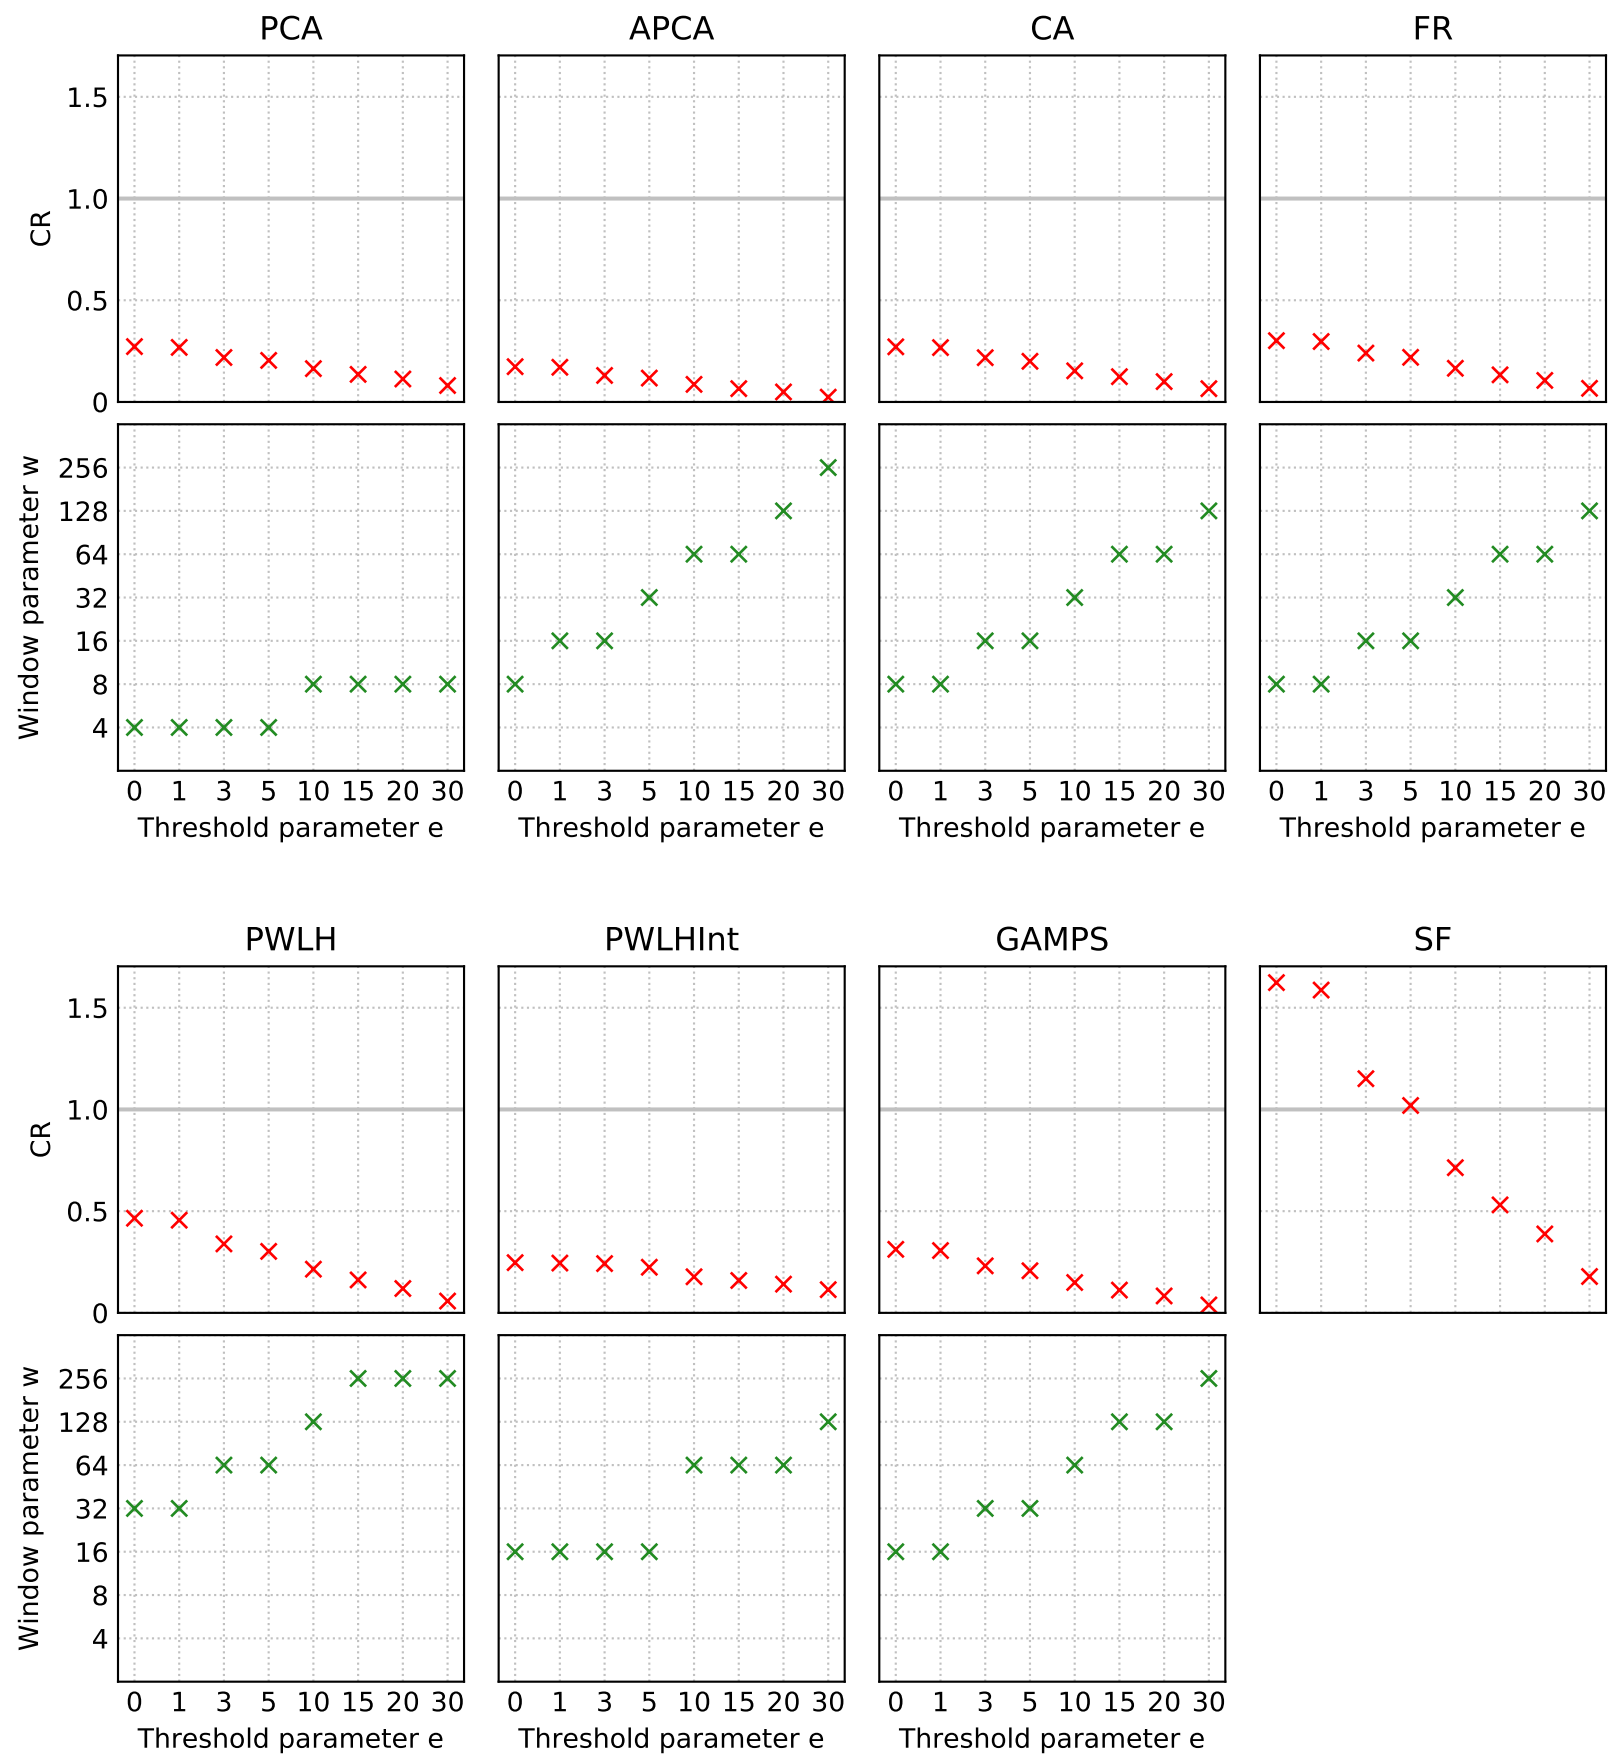 PCA APCA CA FR
1.5
1.0
0.5
0
CR
256
128
64
32
16
8
4
Window parameter w
0 1 3 5 10 15 20 30 0 1 3 5 10 15 20 30 0 1 3 5 10 15 20 30 0 1 3 5 10 15 20 30
Threshold parameter e Threshold parameter e Threshold parameter e Threshold parameter e
PWLH PWLHInt GAMPS SF
1.5
1.0
0.5
0
CR
256
128
64
32
16
8
4
Window parameter w
0 1 3 5 10 15 20 30 0 1 3 5 10 15 20 30 0 1 3 5 10 15 20 30
Threshold parameter e Threshold parameter e Threshold parameter e